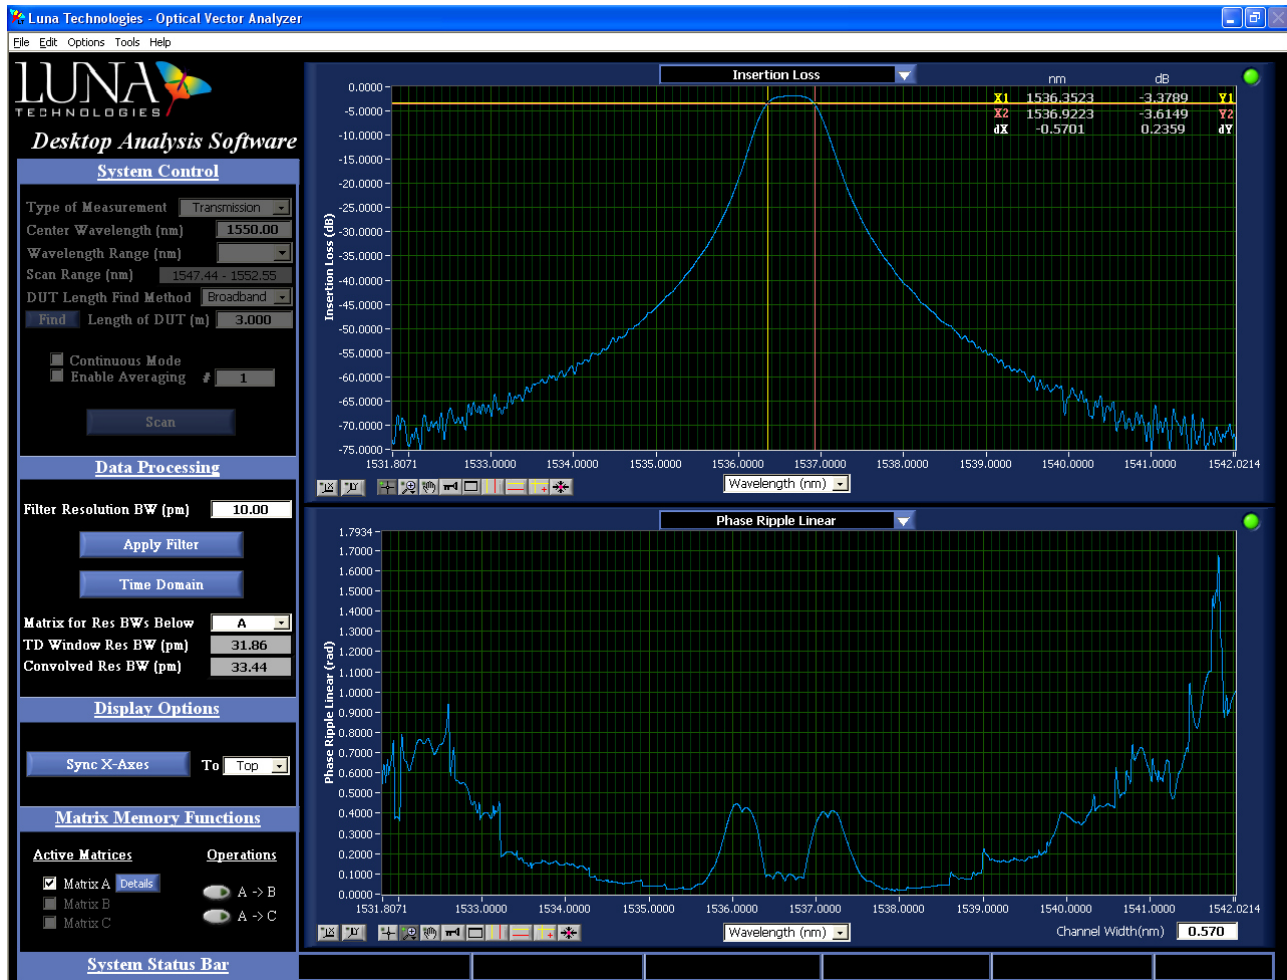 Luna Technologies - Optical Vector Analyzer
File Edit Options Tools Help
LUNA
TECHNOLOGIES
Desktop Analysis Software
System Control
Type of Measurement Transmission
Center Wavelength (nm) 1550.00
Wavelength Range (nm)
Scan Range (nm) 1547.44 - 1552.55
DUT Length Find Method Broadband
Find Length of DUT (m) 3.000
Continuous Mode
Enable Averaging # 1
Scan
Data Processing
Filter Resolution BW (pm) 10.00
Apply Filter
Time Domain
Matrix for Res BWs Below A
TD Window Res BW (pm) 31.86
Convolved Res BW (pm) 33.44
Display Options
Sync X-Axes To Top
Matrix Memory Functions
Active Matrices Operations
Matrix A Details
Matrix B A -> B
Matrix C A -> C
System Status Bar
Insertion Loss
nm dB
X1 1536.3523 -3.3789 Y1
X2 1536.9223 -3.6149 Y2
dX -0.5701 0.2359 dY
Insertion Loss (dB)
0.0000
-5.0000
-10.0000
-15.0000
-20.0000
-25.0000
-30.0000
-35.0000
-40.0000
-45.0000
-50.0000
-55.0000
-60.0000
-65.0000
-70.0000
-75.0000
1531.8071 1533.0000 1534.0000 1535.0000 1536.0000 1537.0000 1538.0000 1539.0000 1540.0000 1541.0000 1542.0214
Wavelength (nm)
Phase Ripple Linear
Phase Ripple Linear (rad)
1.7934
1.7000
1.6000
1.5000
1.4000
1.3000
1.2000
1.1000
1.0000
0.9000
0.8000
0.7000
0.6000
0.5000
0.4000
0.3000
0.2000
0.1000
0.0000
1531.8071 1533.0000 1534.0000 1535.0000 1536.0000 1537.0000 1538.0000 1539.0000 1540.0000 1541.0000 1542.0214
Wavelength (nm)
Channel Width(nm) 0.570